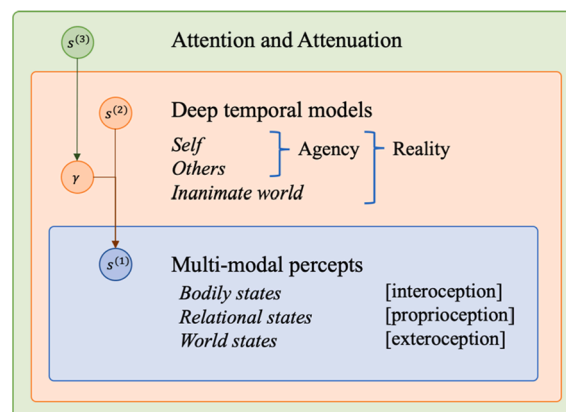 s(3) Attention and Attenuation
s(2) Deep temporal models
Self
Others
Agency
Reality
γ
Inanimate world
s(1) Multi-modal percepts
Bodily states [interoception]
Relational states [proprioception]
World states [exteroception]